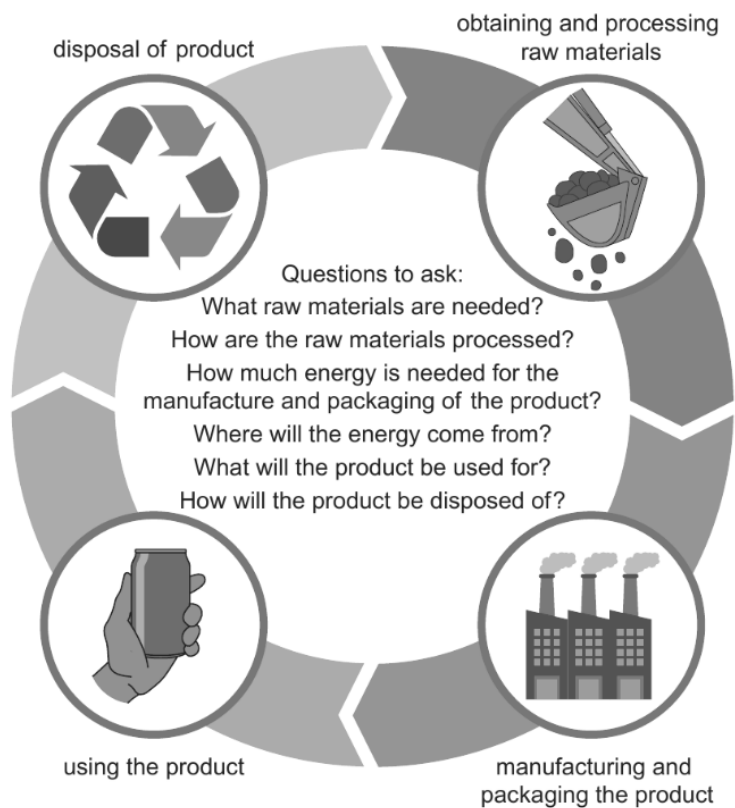 disposal of product
obtaining and processing
raw materials
Questions to ask:
What raw materials are needed?
How are the raw materials processed?
How much energy is needed for the
manufacture and packaging of the product?
Where will the energy come from?
What will the product be used for?
How will the product be disposed of?
using the product
manufacturing and
packaging the product